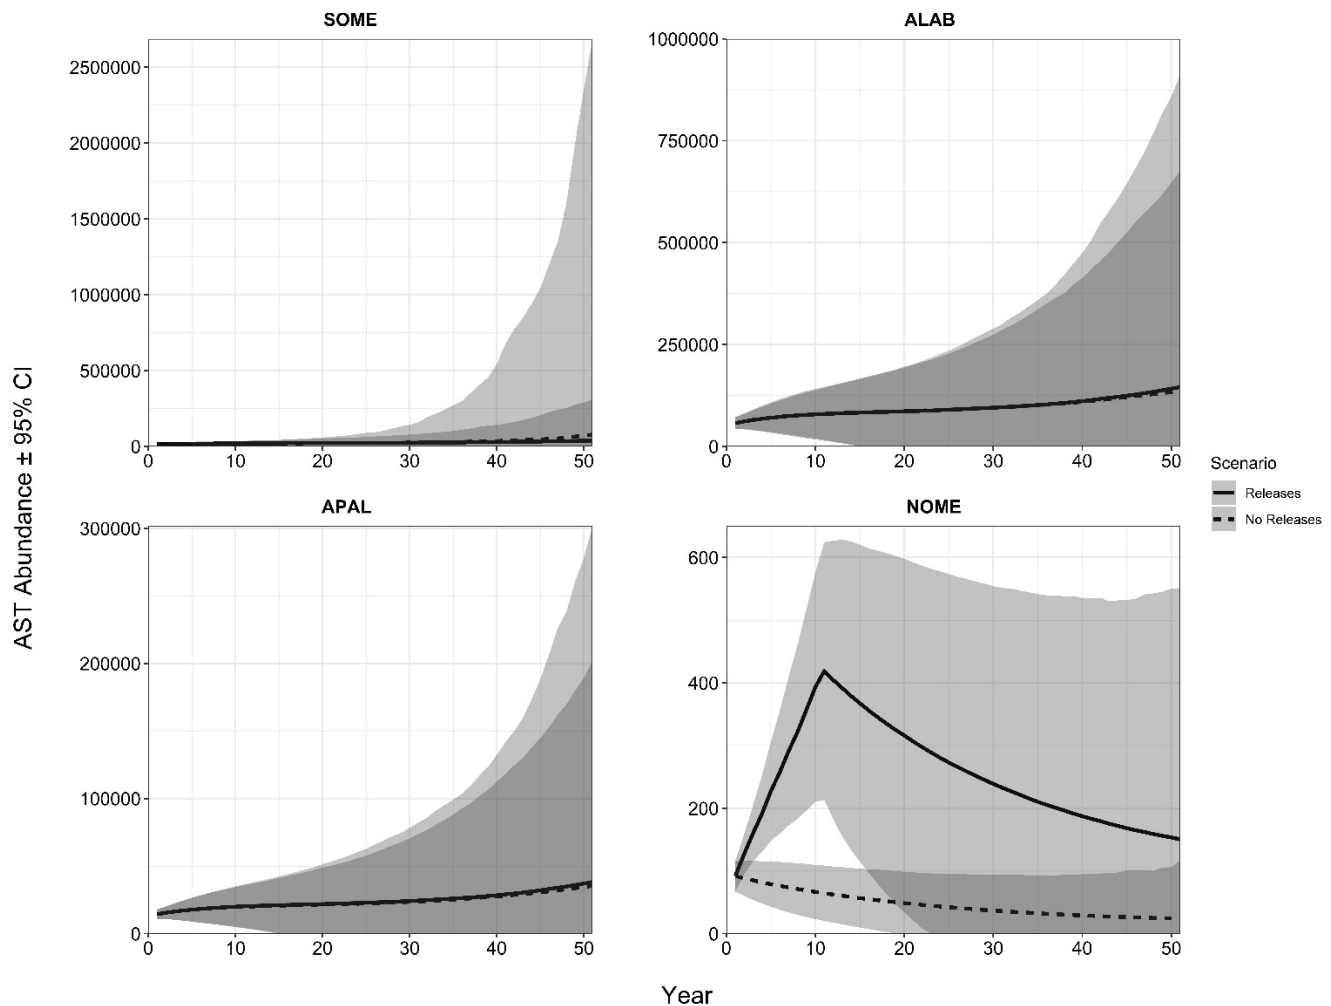 SOME
2500000
2000000
1500000
1000000
500000
0
0 10 20 30 40 50
ALAB
1000000
750000
500000
250000
0
0 10 20 30 40 50
APAL
300000
200000
100000
0
0 10 20 30 40 50
NOME
600
400
200
0
0 10 20 30 40 50
AST Abundance ± 95% CI
Year
Scenario
Releases
No Releases